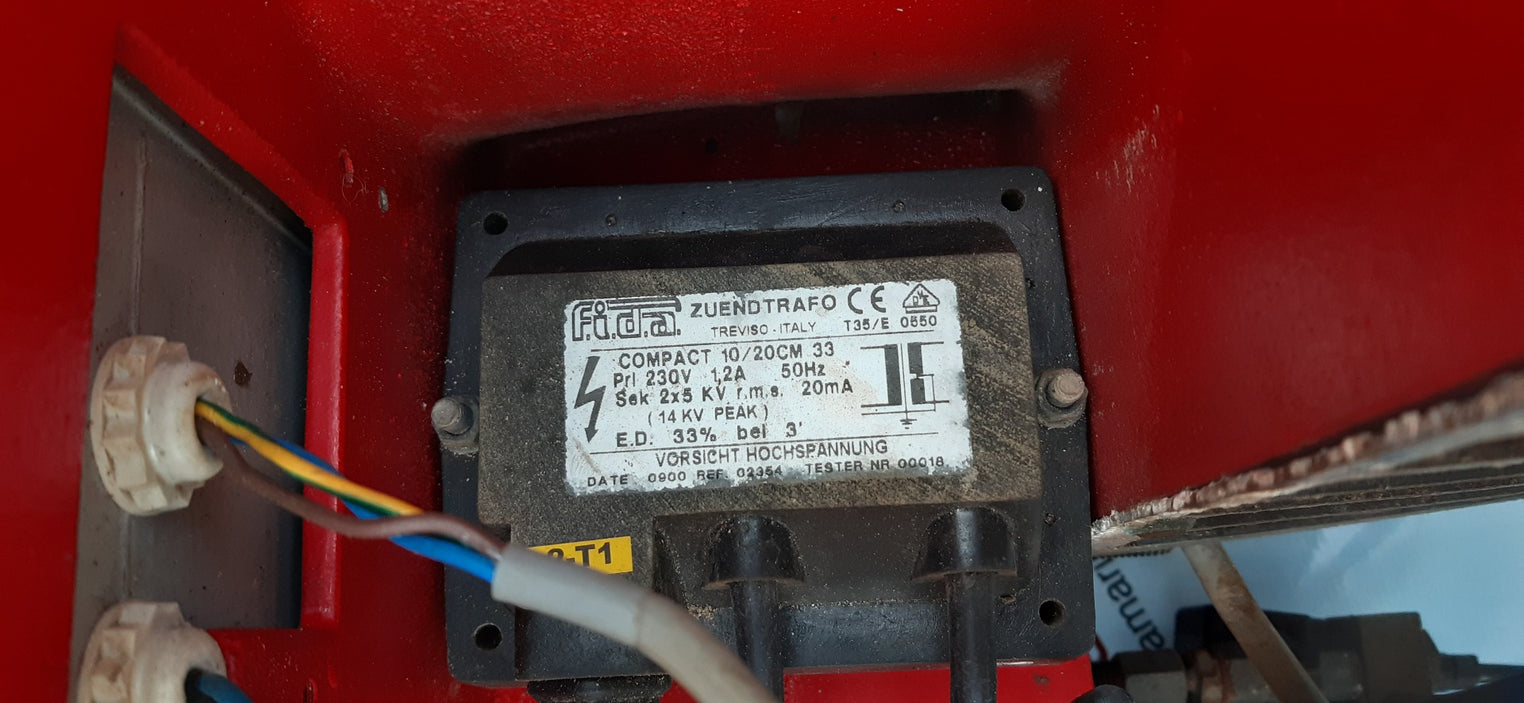 f.i.d.a. ZUENDTRAFO CE
TREVISO - ITALY T35/E 0550
COMPACT 10/20CM 33
Pri 230V 1,2A 50Hz
Sek 2x5 KV r.m.s. 20mA
(14 KV PEAK)
E.D. 33% bei 3'
VORSICHT HOCHSPANNUNG
DATE 0900 REF. 02354 TESTER NR 00018
-T1